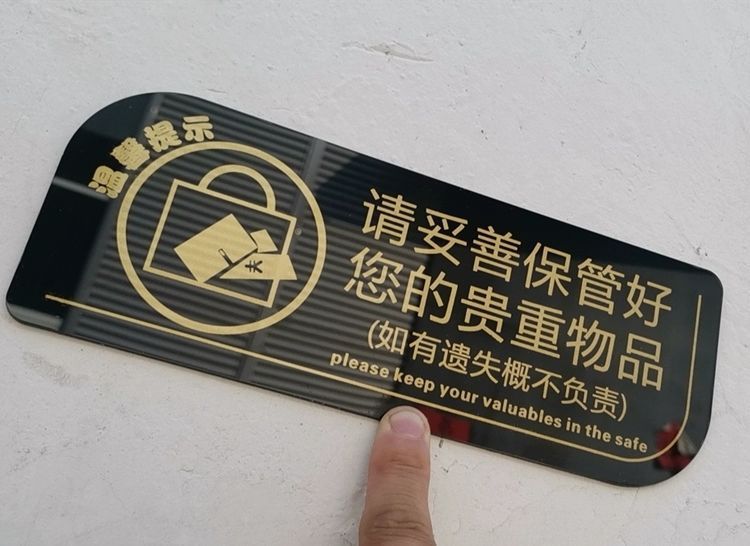 温馨提示
夫
请妥善保管好
您的贵重物品
(如有遗失概不负责)
please keep your valuables in the safe